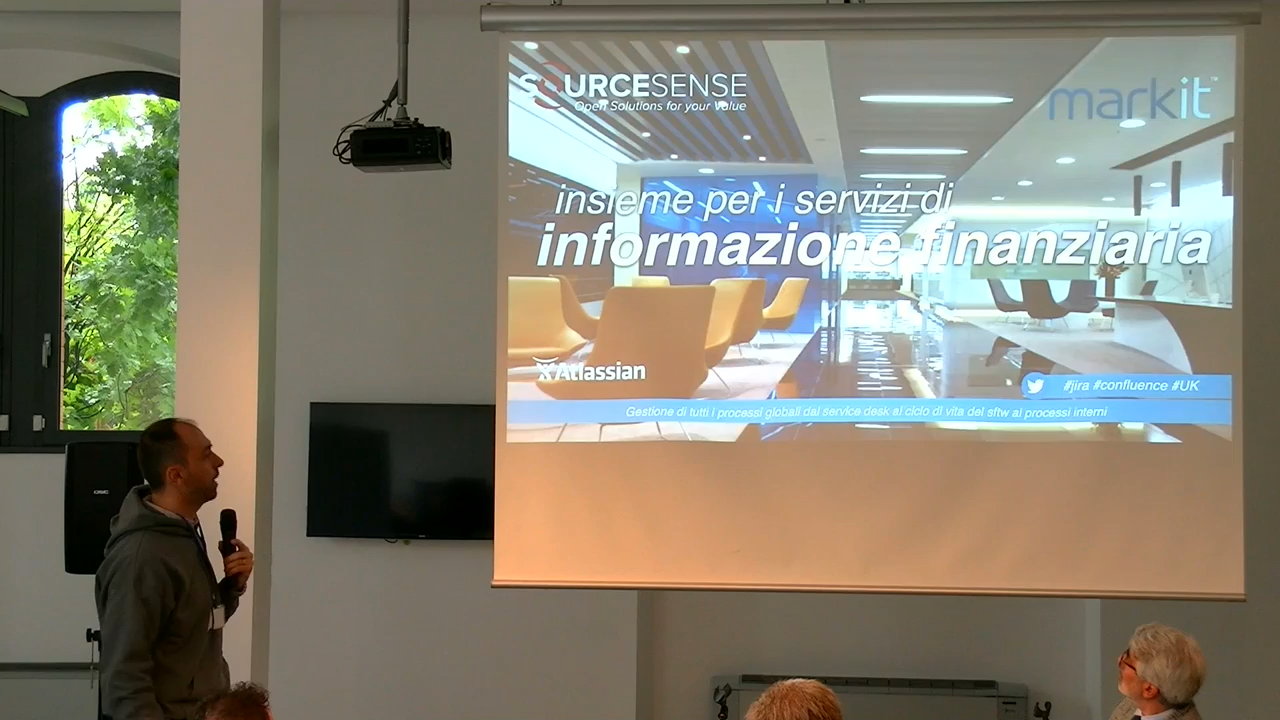 SOURCESENSE
Open Solutions for your Value
markit™
insieme per i servizi di
informazione finanziaria
Atlassian
#jira #confluence #UK
Gestione di tutti i processi globali dal service desk al ciclo di vita del sftw ai processi interni